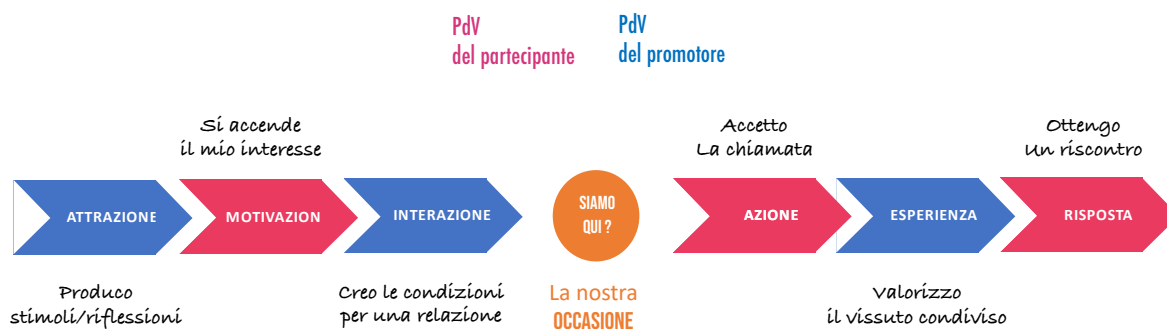 PdV
del partecipante
PdV
del promotore
Si accende
il mio interesse
Accetto
La chiamata
Ottengo
Un riscontro
ATTRAZIONE
MOTIVAZION
INTERAZIONE
SIAMO
QUI ?
AZIONE
ESPERIENZA
RISPOSTA
Produco
stimoli/riflessioni
Creo le condizioni
per una relazione
La nostra
OCCASIONE
Valorizzo
il vissuto condiviso